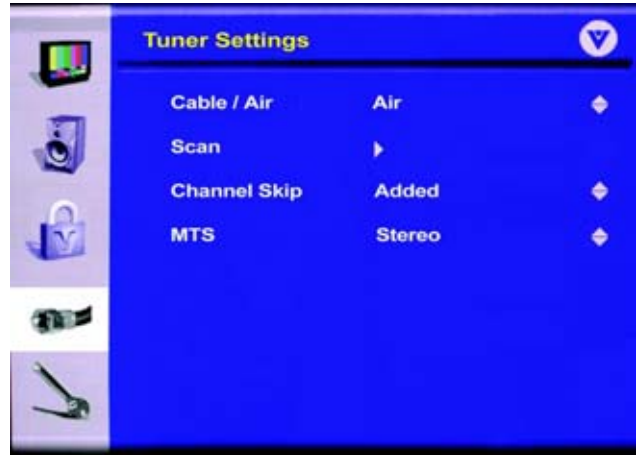 Tuner Settings
V
Cable / Air Air
Scan
Channel Skip Added
MTS Stereo